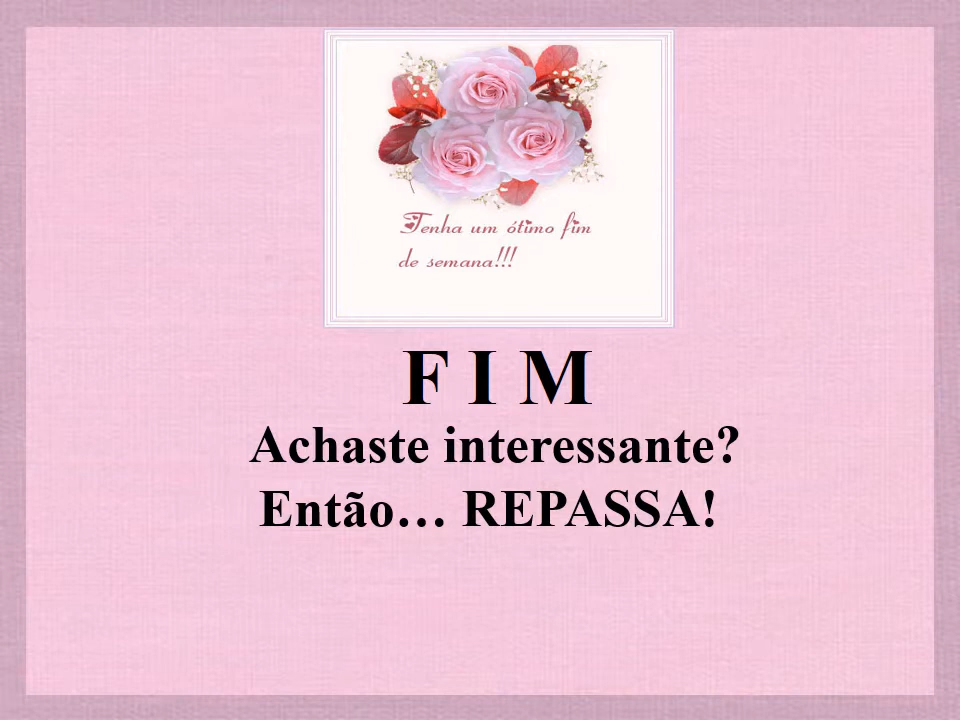 Tenha um ótimo fim
de semana!!!
F I M
Achaste interessante?
Então… REPASSA!